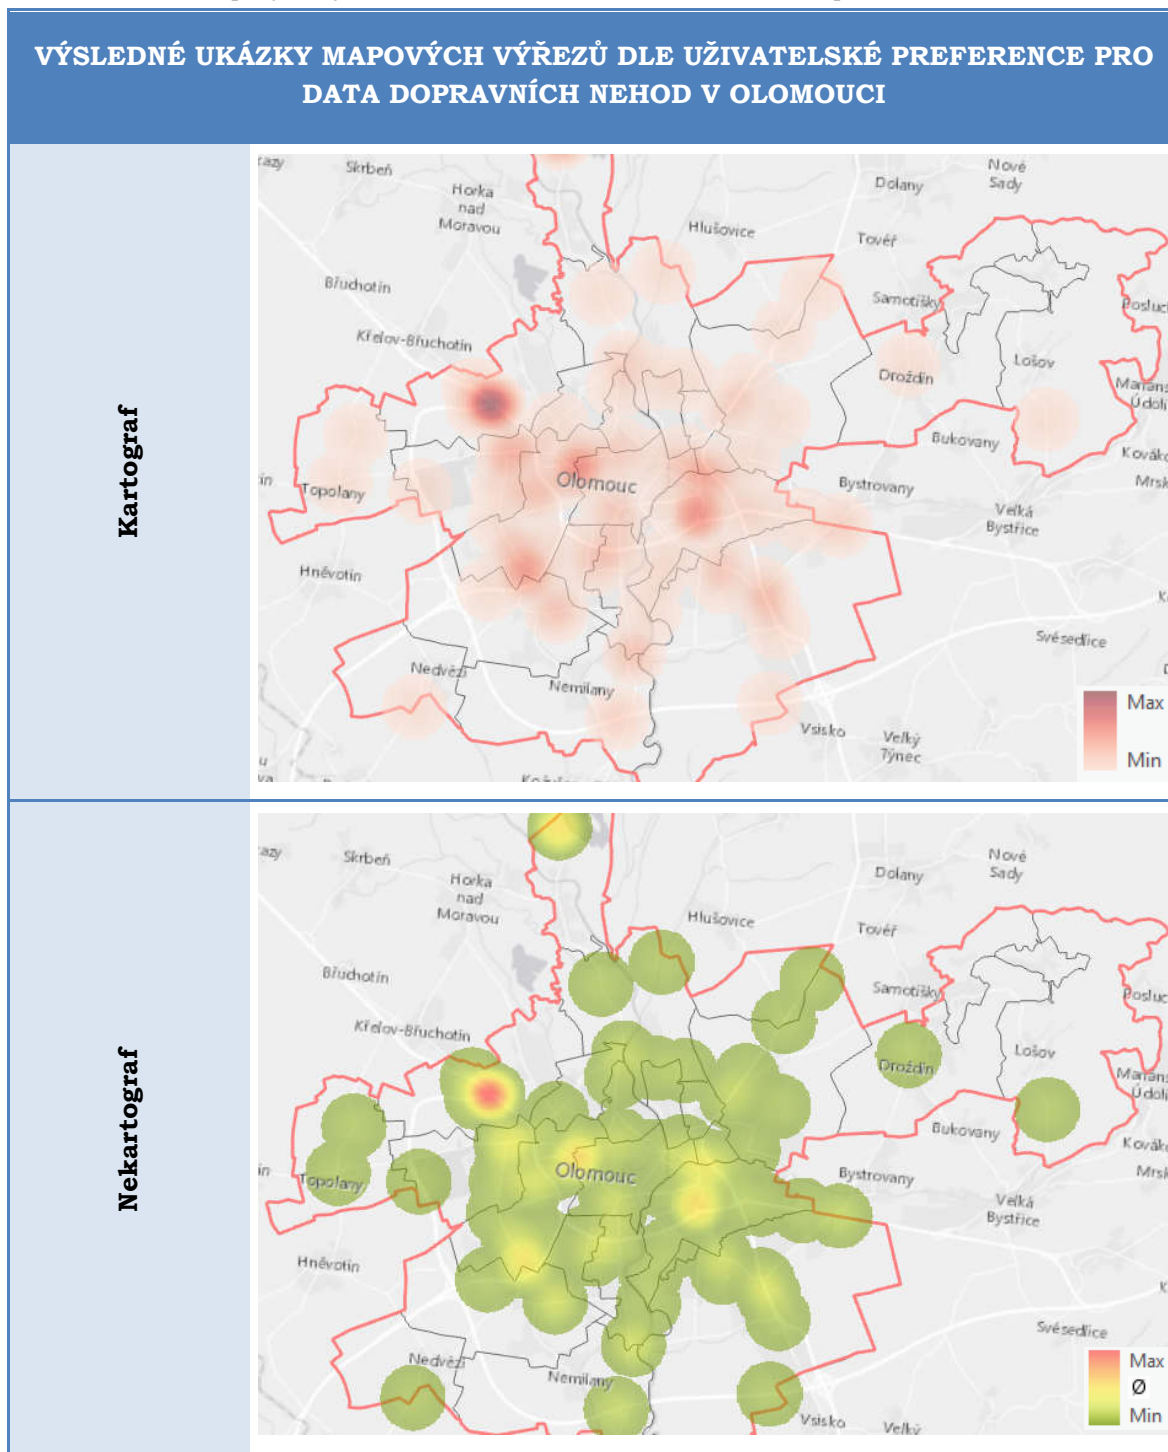 VÝSLEDNÉ UKÁZKY MAPOVÝCH VÝŘEZŮ DLE UŽIVATELSKÉ PREFERENCE PRO
DATA DOPRAVNÍCH NEHOD V OLOMOUCI
Kartograf
Skrbeň
Horka
nad
Moravou
Nové
Sady
Dolany
Hlušovice
Tovéř
Břuchotín
Samotišky
Křelov-Břuchotín
Lošov
Droždín
Bukovany
Olomouc
Topolany
Bystrovany
Velká
Bystřice
Hněvotín
Svésedlice
Nedvězí
Nemilany
Vsisko
Velký
Týnec
Max
Min
Nekartograf
Skrbeň
Horka
nad
Moravou
Nové
Sady
Dolany
Hlušovice
Tovéř
Břuchotín
Samotišky
Křelov-Břuchotín
Lošov
Droždín
Bukovany
Olomouc
Topolany
Bystrovany
Velká
Bystřice
Hněvotín
Svésedlice
Nedvězí
Nemilany
Vsisko
Velký
Max
Ø
Min